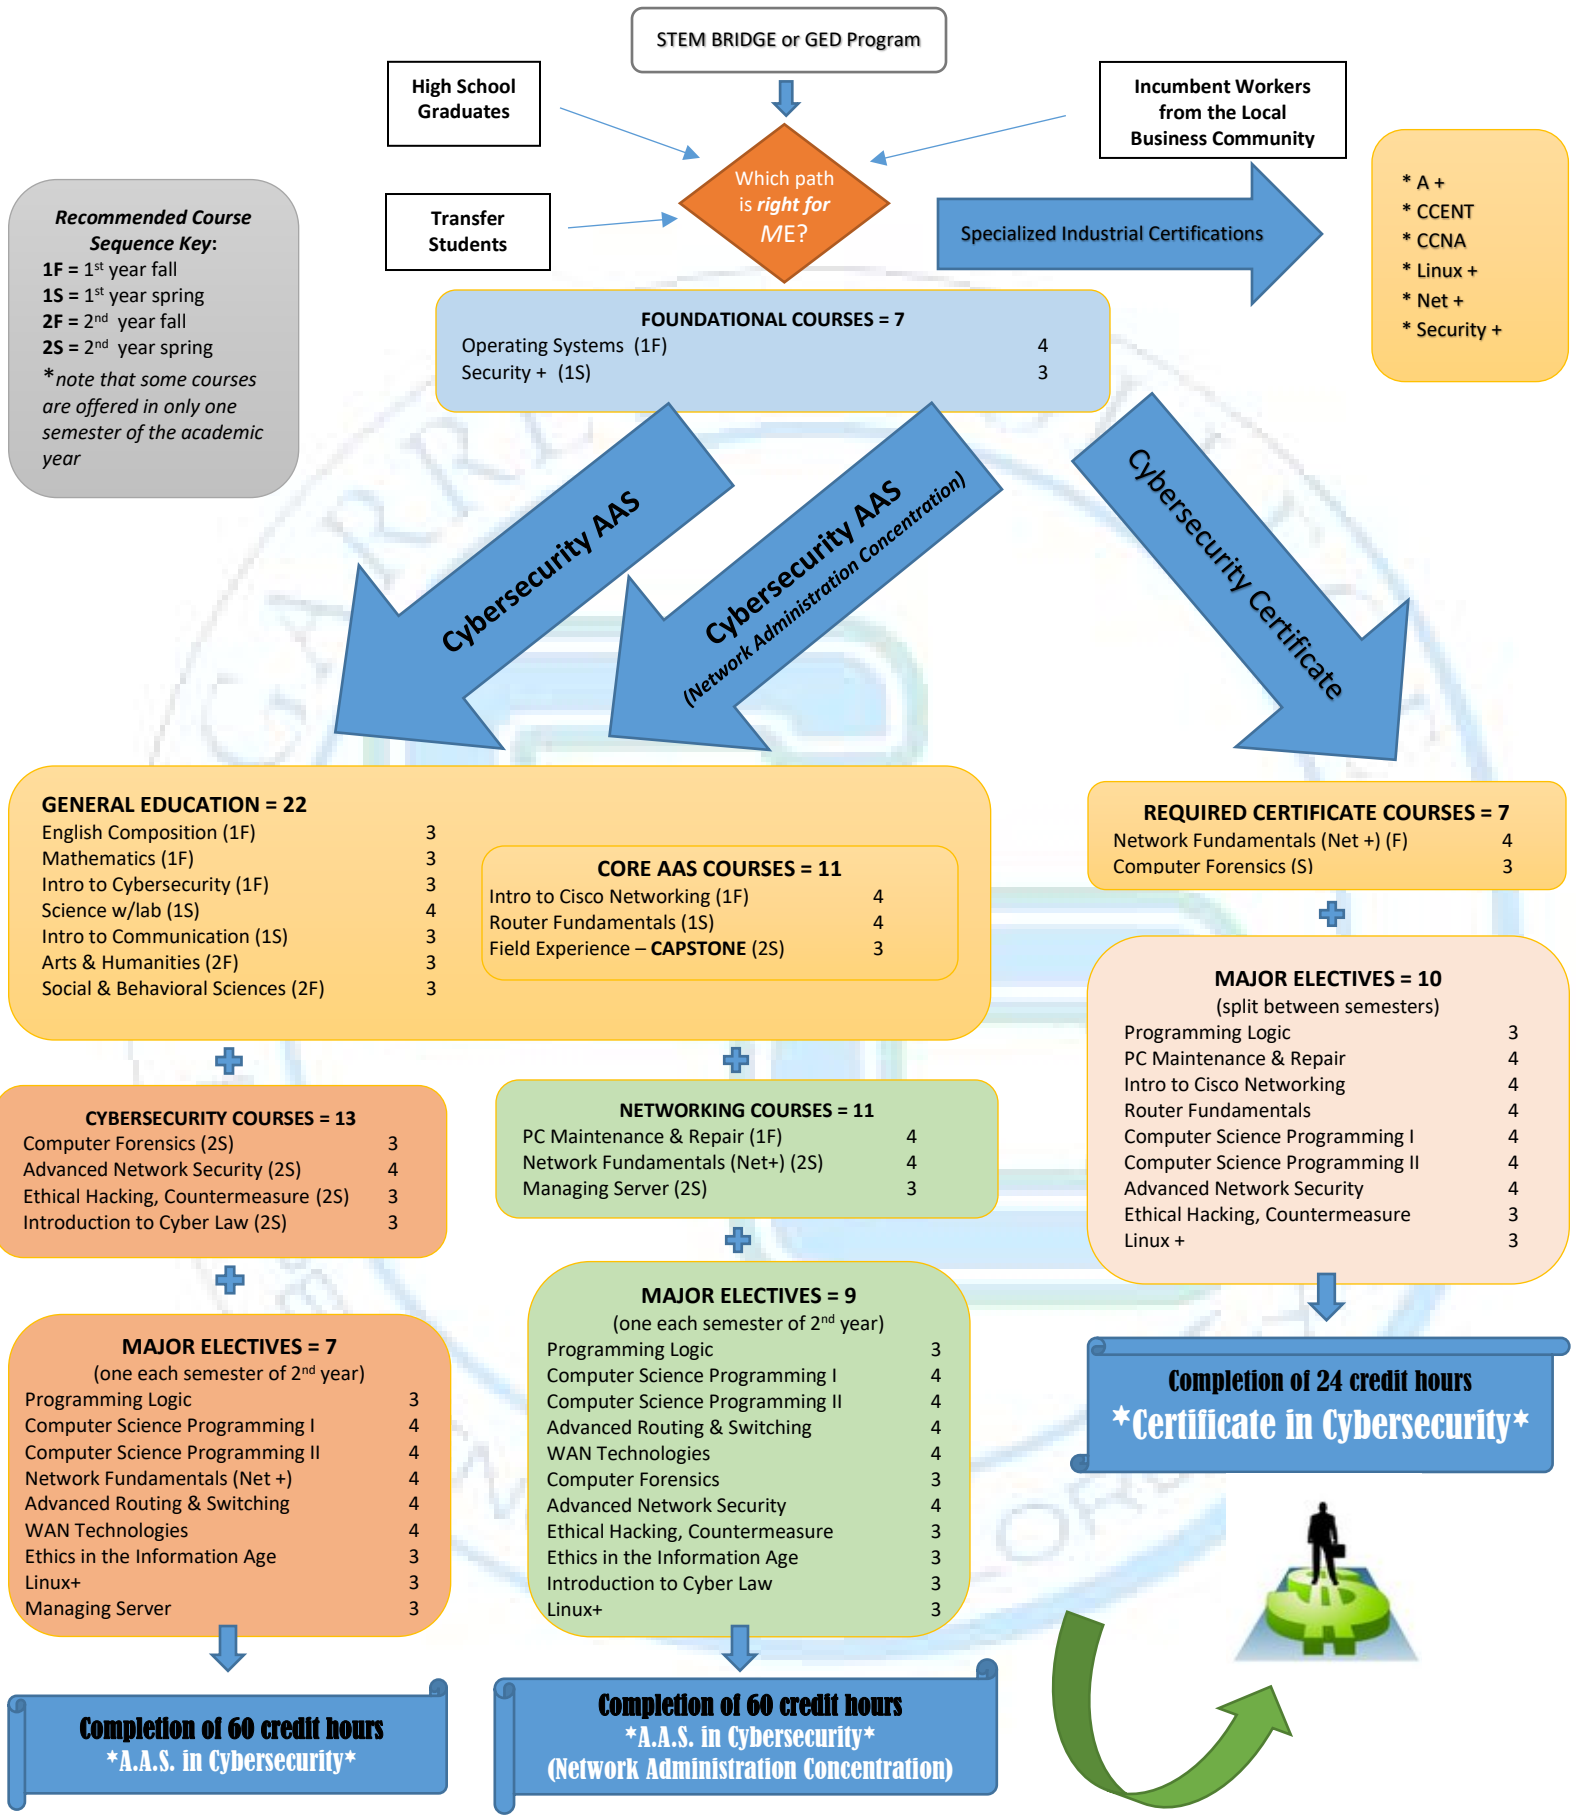 STEM BRIDGE or GED Program
High School
Graduates
Incumbent Workers
from the Local
Business Community
Transfer
Students
Which path
is right for
ME?
Specialized Industrial Certifications
* A +
* CCENT
* CCNA
* Linux +
* Net +
* Security +
Recommended Course
Sequence Key:
1F = 1st year fall
1S = 1st year spring
2F = 2nd year fall
2S = 2nd year spring
*note that some courses
are offered in only one
semester of the academic
year
FOUNDATIONAL COURSES = 7
Operating Systems (1F) 4
Security + (1S) 3
Cybersecurity AAS
Cybersecurity AAS
(Network Administration Concentration)
Cybersecurity Certificate
GENERAL EDUCATION = 22
English Composition (1F) 3
Mathematics (1F) 3
Intro to Cybersecurity (1F) 3
Science w/lab (1S) 4
Intro to Communication (1S) 3
Arts & Humanities (2F) 3
Social & Behavioral Sciences (2F) 3
CORE AAS COURSES = 11
Intro to Cisco Networking (1F) 4
Router Fundamentals (1S) 4
Field Experience – CAPSTONE (2S) 3
REQUIRED CERTIFICATE COURSES = 7
Network Fundamentals (Net +) (F) 4
Computer Forensics (S) 3
MAJOR ELECTIVES = 10
(split between semesters)
Programming Logic 3
PC Maintenance & Repair 4
Intro to Cisco Networking 4
Router Fundamentals 4
Computer Science Programming I 4
Computer Science Programming II 4
Advanced Network Security 4
Ethical Hacking, Countermeasure 3
Linux + 3
CYBERSECURITY COURSES = 13
Computer Forensics (2S) 3
Advanced Network Security (2S) 4
Ethical Hacking, Countermeasure (2S) 3
Introduction to Cyber Law (2S) 3
NETWORKING COURSES = 11
PC Maintenance & Repair (1F) 4
Network Fundamentals (Net+) (2S) 4
Managing Server (2S) 3
MAJOR ELECTIVES = 7
(one each semester of 2nd year)
Programming Logic 3
Computer Science Programming I 4
Computer Science Programming II 4
Network Fundamentals (Net +) 4
Advanced Routing & Switching 4
WAN Technologies 4
Ethics in the Information Age 3
Linux+ 3
Managing Server 3
MAJOR ELECTIVES = 9
(one each semester of 2nd year)
Programming Logic 3
Computer Science Programming I 4
Computer Science Programming II 4
Advanced Routing & Switching 4
WAN Technologies 4
Computer Forensics 3
Advanced Network Security 4
Ethical Hacking, Countermeasure 3
Ethics in the Information Age 3
Introduction to Cyber Law 3
Linux+ 3
Completion of 24 credit hours
*Certificate in Cybersecurity*
Completion of 60 credit hours
*A.A.S. in Cybersecurity*
Completion of 60 credit hours
*A.A.S. in Cybersecurity*
(Network Administration Concentration)